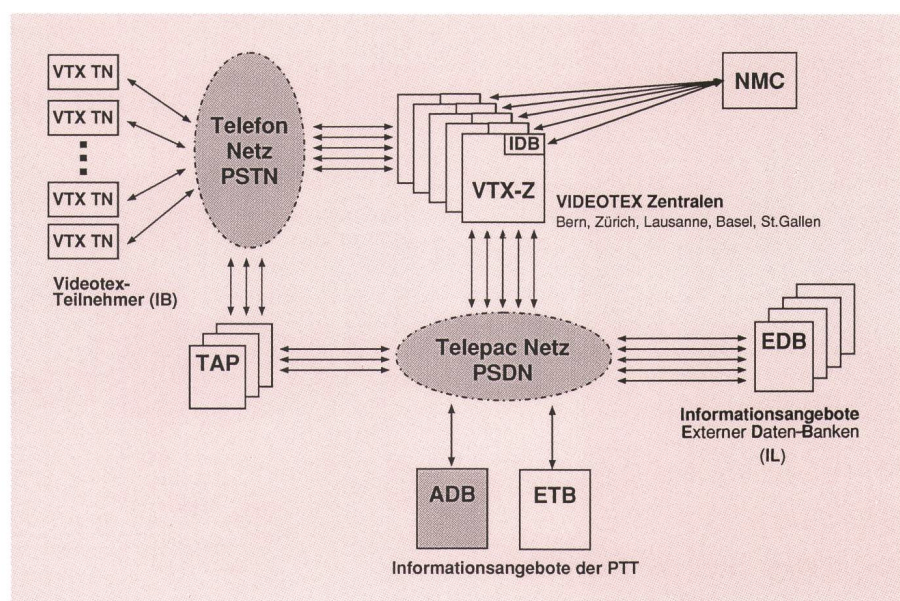 VTX TN
VTX TN
VTX TN
VTX TN
Videotex-
Teilnehmer (IB)
Telefon
Netz
PSTN
IDB
VTX-Z
NMC
VIDEOTEX Zentralen
Bern, Zürich, Lausanne, Basel, St.Gallen
TAP
Telepac Netz
PSDN
EDB
Informationsangebote
Externer Daten-Banken
(IL)
ADB
ETB
Informationsangebote der PTT